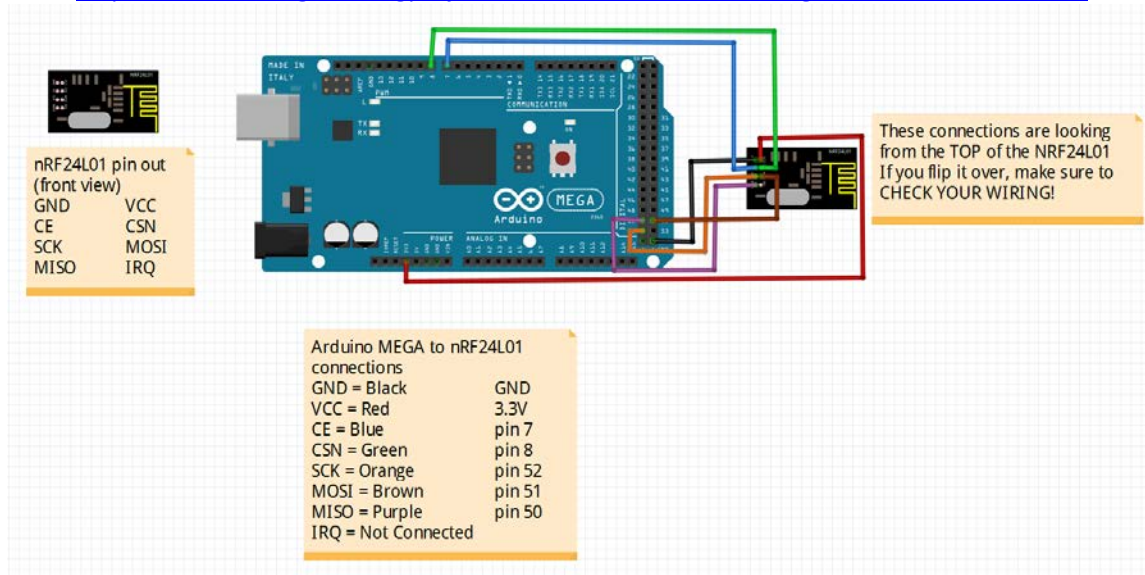 MADE IN
ITALY
NRF24L01
PWM
COMMUNICATION
L
TX
RX
ON
Arduino
MEGA
DIGITAL
POWER
ANALOG IN
nRF24L01 pin out
(front view)
GND VCC
CE CSN
SCK MOSI
MISO IRQ
These connections are looking
from the TOP of the NRF24L01
If you flip it over, make sure to
CHECK YOUR WIRING!
Arduino MEGA to nRF24L01
connections
GND = Black GND
VCC = Red 3.3V
CE = Blue pin 7
CSN = Green pin 8
SCK = Orange pin 52
MOSI = Brown pin 51
MISO = Purple pin 50
IRQ = Not Connected